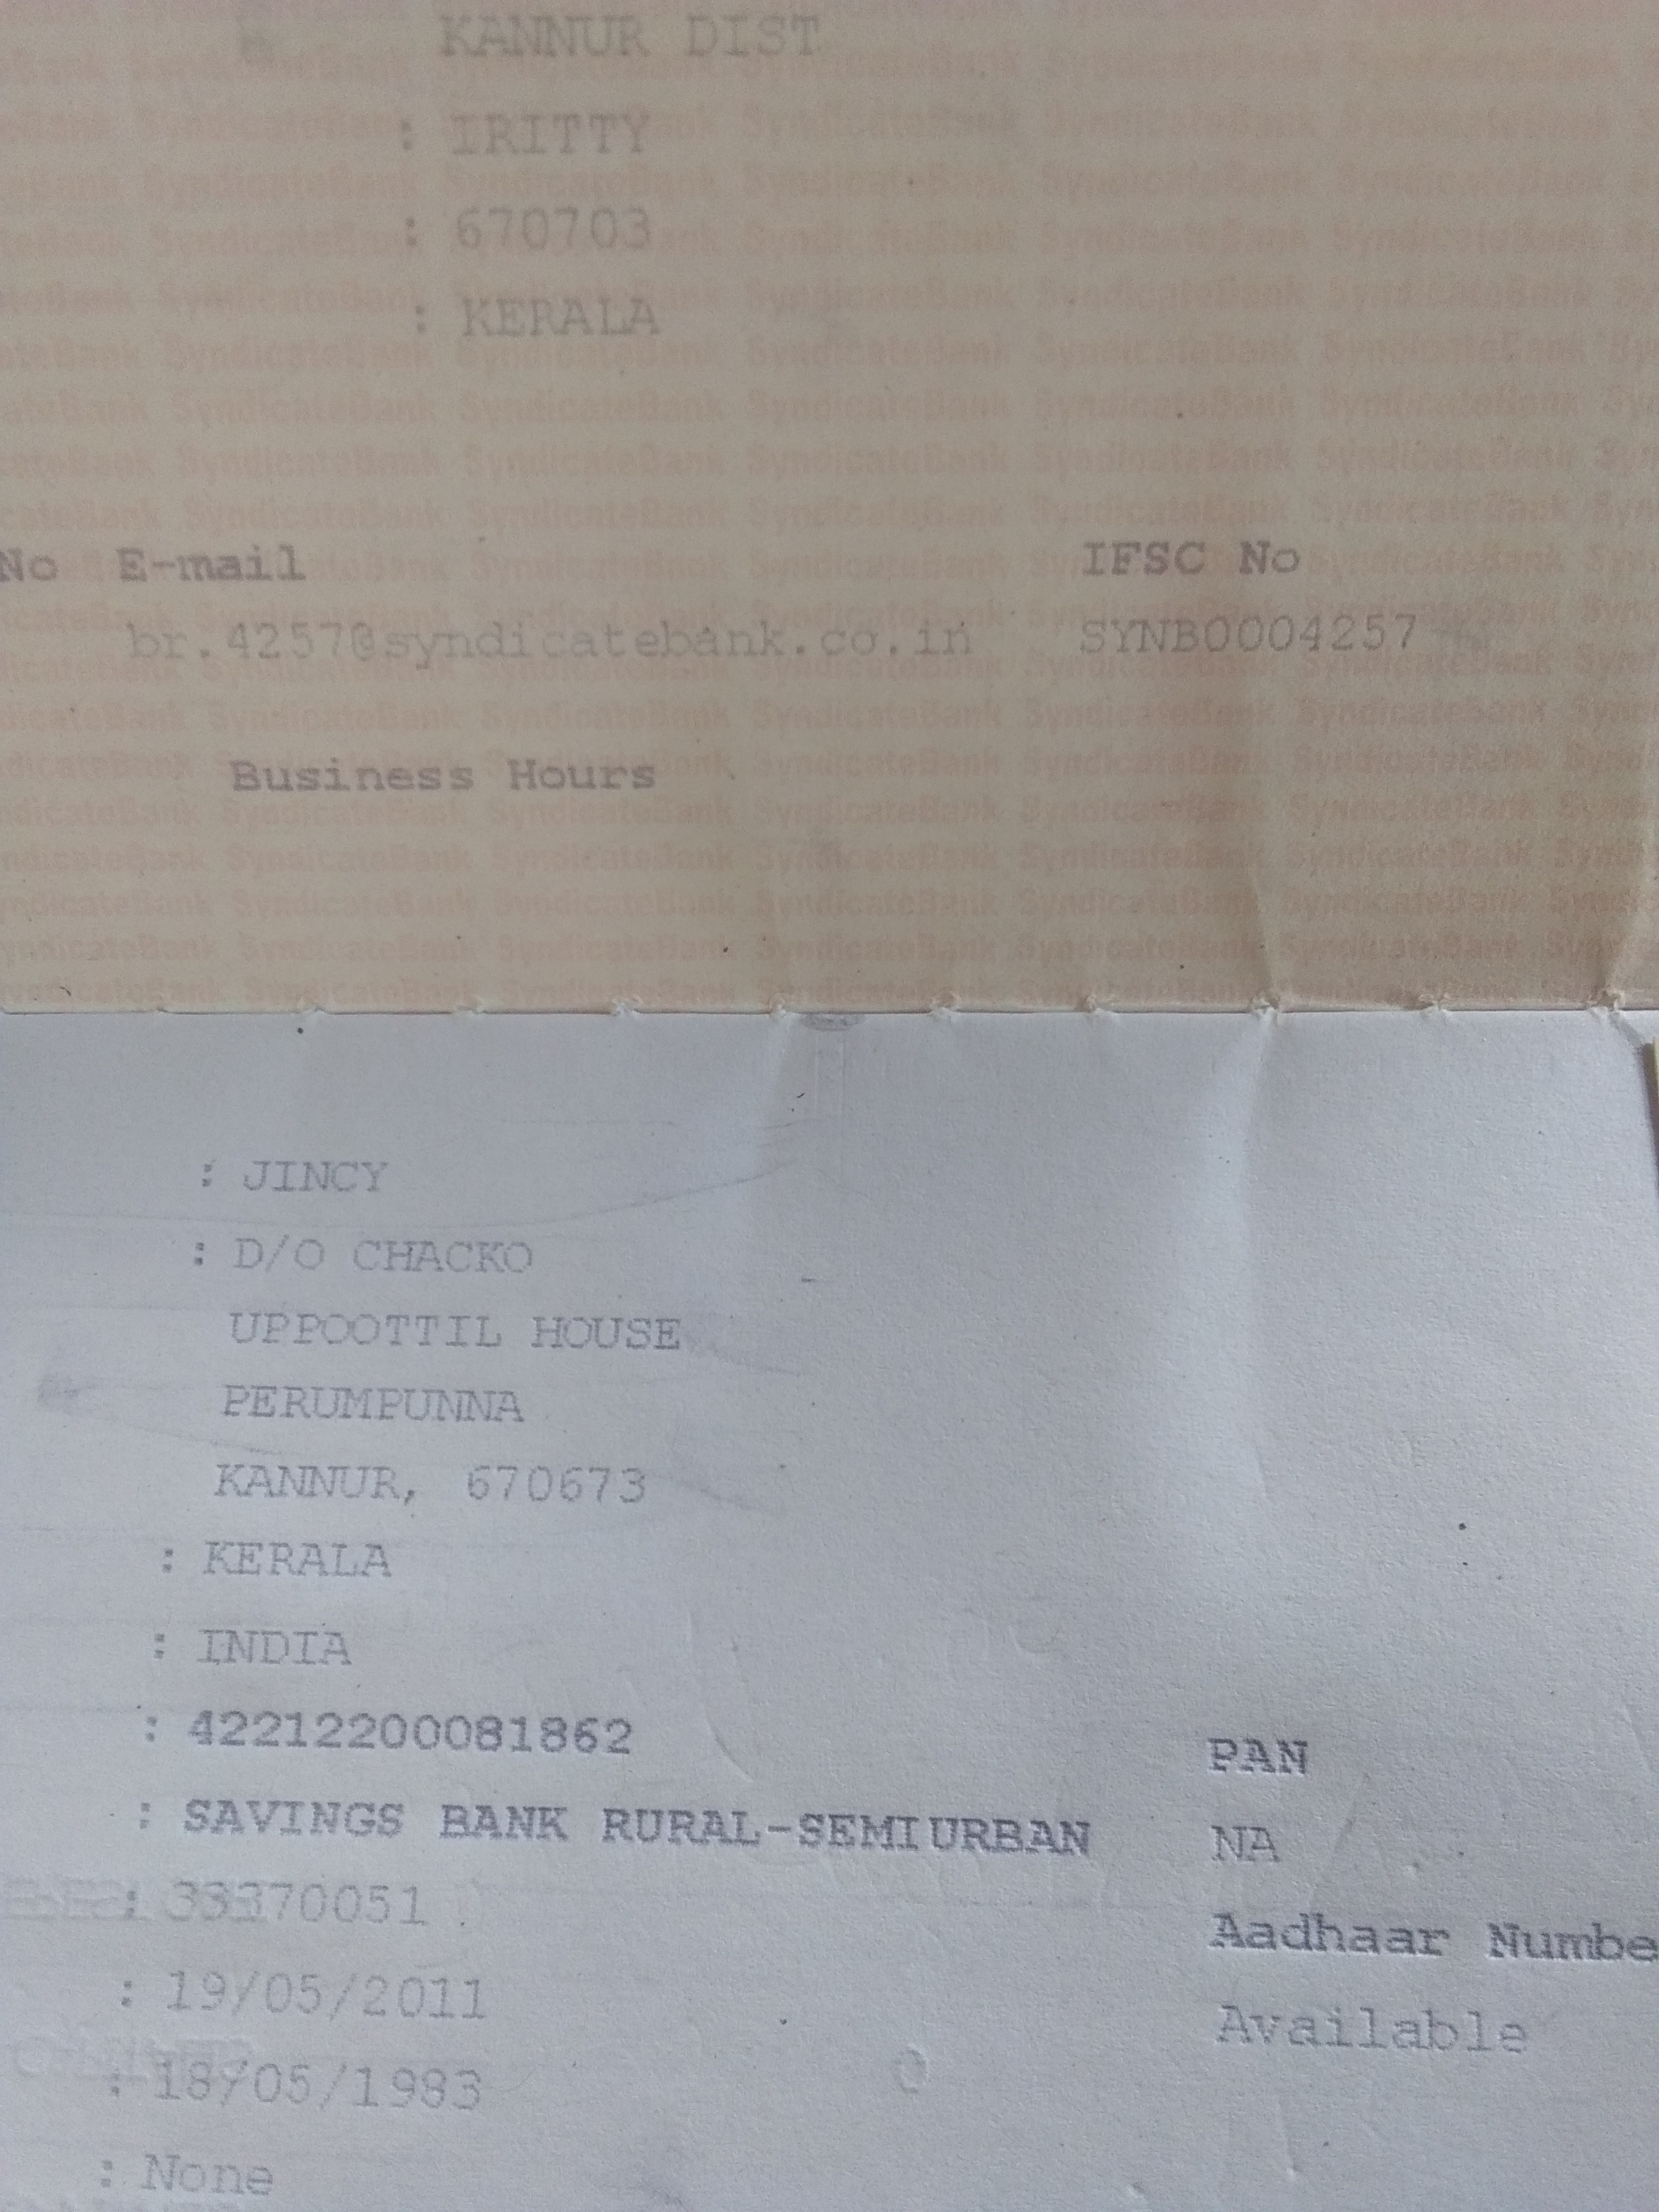 KANNUR DIST
: IRITTY
: 670703
: KERALA
No E-mail IFSC No
br.4257@syndicatebank.co.in SYNB0004257
Business Hours
: JINCY
: D/O CHACKO
UPPOOTTIL HOUSE
PERUMPUNNA
KANNUR, 670673
: KERALA
: INDIA
: 42212200081862 PAN
: SAVINGS BANK RURAL-SEMIURBAN NA
: 33370051 Aadhaar Numbe
: 19/05/2011 Available
: 18/05/1983
: None